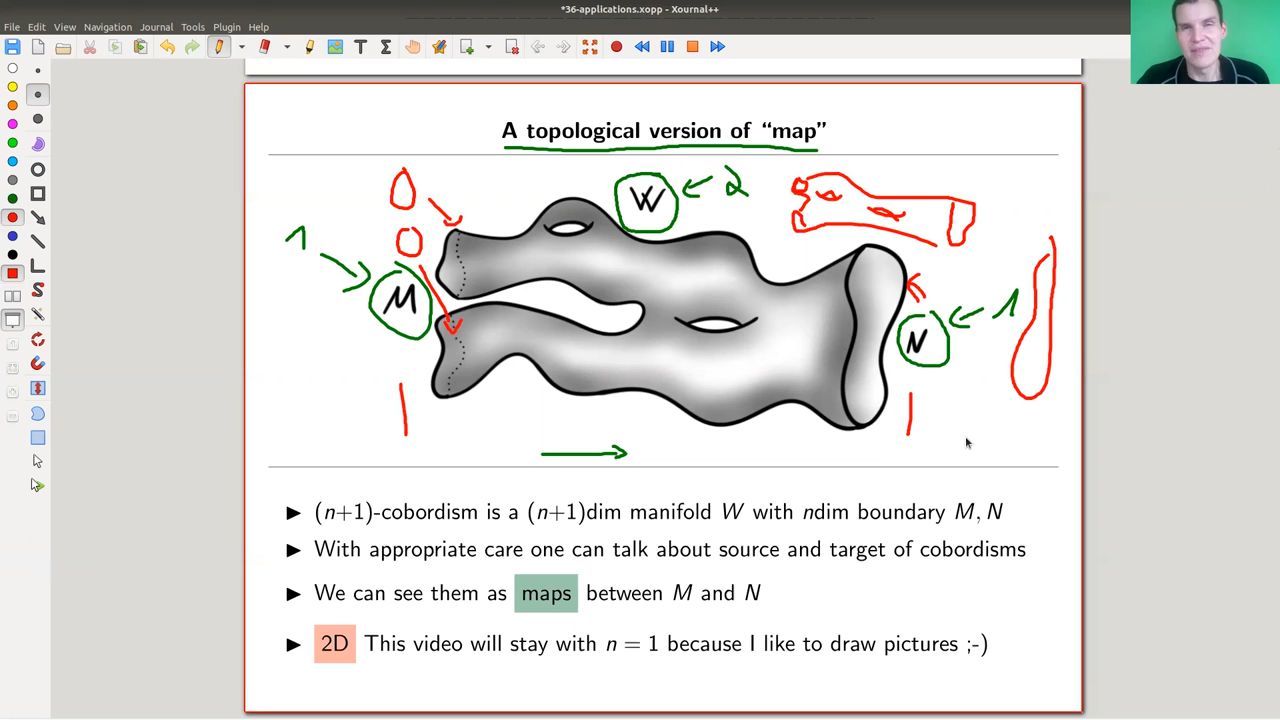 *36-applications.xopp - Xournal++
File Edit View Navigation Journal Tools Plugin Help
A topological version of “map”
W ← 2
1
M
N ← 1
▶ (n+1)-cobordism is a (n+1)dim manifold W with ndim boundary M, N
▶ With appropriate care one can talk about source and target of cobordisms
▶ We can see them as maps between M and N
▶ 2D This video will stay with n = 1 because I like to draw pictures ;-)